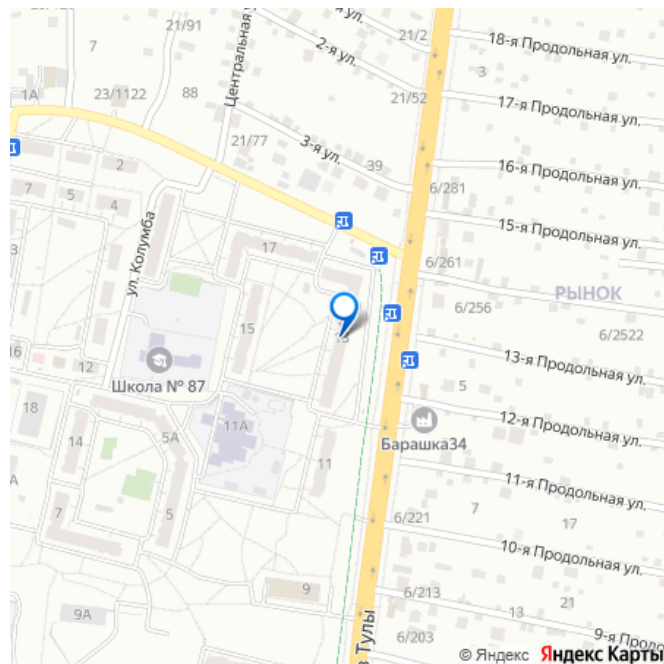 21/91
21/2
18-я Продольная ул.
7
2-я ул.
3
Центральная
1А
23/1122
88
21/52
17-я Продольная ул.
21/77
3-я ул.
39
16-я Продольная ул.
2
6/281
7
5
4
15-я Продольная ул.
ул. Колумба
17
6/261
3
РЫНОК
6/256
15
13
6/2522
13-я Продольная ул.
16
12
Школа № 87
5
12-я Продольная ул.
18
11А
Барашка34
14
5А
11
11-я Продольная ул.
7
7
5
6/221
17
10-я Продольная ул.
9
6/213
21
9А
13
9-я Продо
в Тулы
6/203
© Яндекс Яндекс Карты